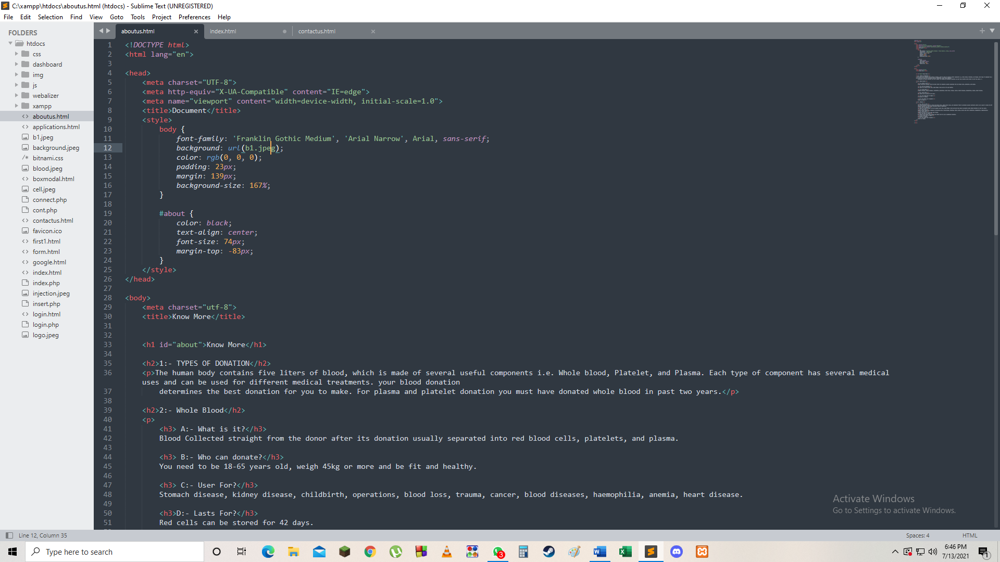 C:\xampp\htdocs\aboutus.html (htdocs) - Sublime Text (UNREGISTERED)
File Edit Selection Find View Goto Tools Project Preferences Help
FOLDERS
htdocs
css
dashboard
img
js
webalizer
xampp
aboutus.html
applications.html
b1.jpeg
background.jpeg
bitnami.css
blood.jpeg
boxmodal.html
cell.jpeg
connect.php
cont.php
contactus.html
favicon.ico
first1.html
form.html
google.html
index.html
index.php
injection.jpeg
insert.php
login.html
login.php
logo.jpeg
aboutus.html index.html contactus.html
1 <!DOCTYPE html>
2 <html lang="en">
3
4 <head>
5 <meta charset="UTF-8">
6 <meta http-equiv="X-UA-Compatible" content="IE=edge">
7 <meta name="viewport" content="width=device-width, initial-scale=1.0">
8 <title>Document</title>
9 <style>
10 body {
11 font-family: 'Franklin Gothic Medium', 'Arial Narrow', Arial, sans-serif;
12 background: url(b1.jpeg);
13 color: rgb(0, 0, 0);
14 padding: 23px;
15 margin: 139px;
16 background-size: 167%;
17 }
18
19 #about {
20 color: black;
21 text-align: center;
22 font-size: 74px;
23 margin-top: -83px;
24 }
25 </style>
26 </head>
27
28 <body>
29 <meta charset="utf-8">
30 <title>Know More</title>
31
32
33 <h1 id="about">Know More</h1>
34
35 <h2>1:- TYPES OF DONATION</h2>
36 <p>The human body contains five liters of blood, which is made of several useful components i.e. Whole blood, Platelet, and Plasma. Each type of component has several medical
uses and can be used for different medical treatments. your blood donation
37 determines the best donation for you to make. For plasma and platelet donation you must have donated whole blood in past two years.</p>
38
39 <h2>2:- Whole Blood</h2>
40 <p>
41 <h3> A:- What is it?</h3>
42 Blood Collected straight from the donor after its donation usually separated into red blood cells, platelets, and plasma.
43
44 <h3> B:- Who can donate?</h3>
45 You need to be 18-65 years old, weigh 45kg or more and be fit and healthy.
46
47 <h3> C:- User For?</h3>
48 Stomach disease, kidney disease, childbirth, operations, blood loss, trauma, cancer, blood diseases, haemophilia, anemia, heart disease.
49
50 <h3>D:- Lasts For?</h3>
51 Red cells can be stored for 42 days.
Activate Windows
Go to Settings to activate Windows.
Line 12, Column 35 Spaces: 4 HTML
Type here to search
3
6:46 PM
7/13/2021
1